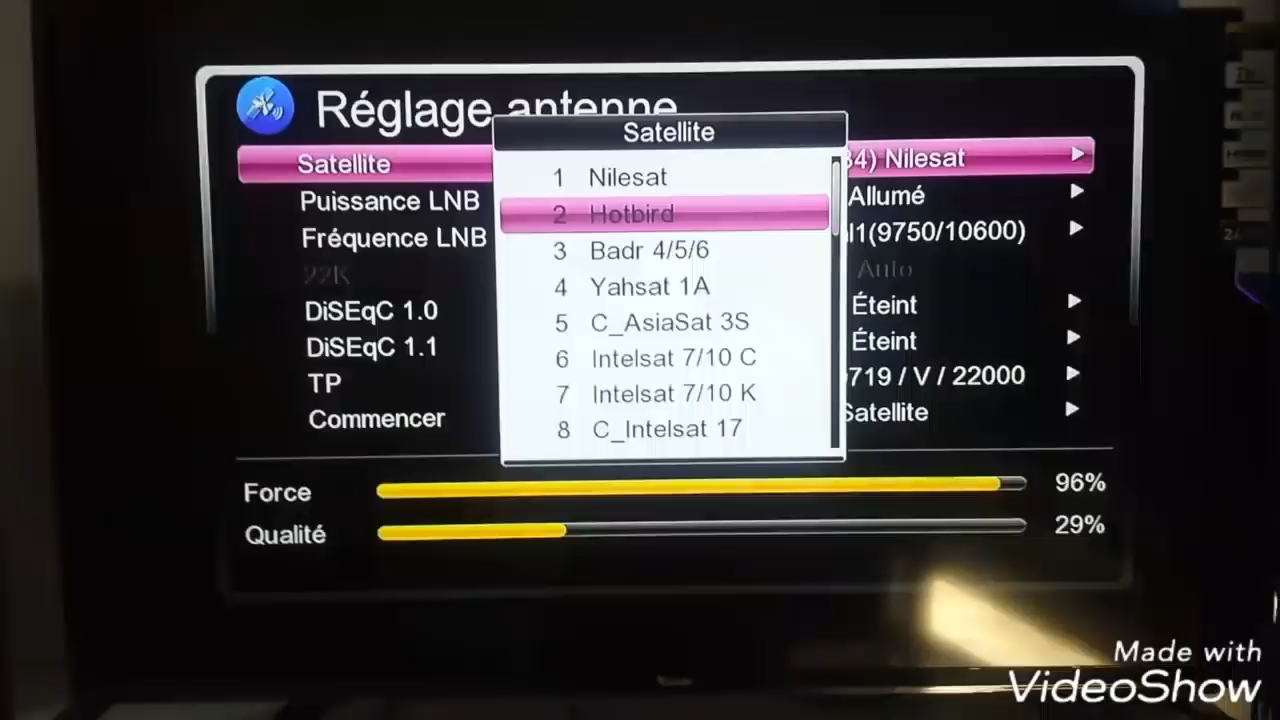 Réglage antenne
Satellite
Satellite
34) Nilesat
Puissance LNB
Allumé
Fréquence LNB
(9750/10600)
22K
Auto
DiSEqC 1.0
Éteint
DiSEqC 1.1
Éteint
TP
719 / V / 22000
Commencer
Satellite
1 Nilesat
2 Hotbird
3 Badr 4/5/6
4 Yahsat 1A
5 C_AsiaSat 3S
6 Intelsat 7/10 C
7 Intelsat 7/10 K
8 C_Intelsat 17
Force
96%
Qualité
29%
Made with
VideoShow